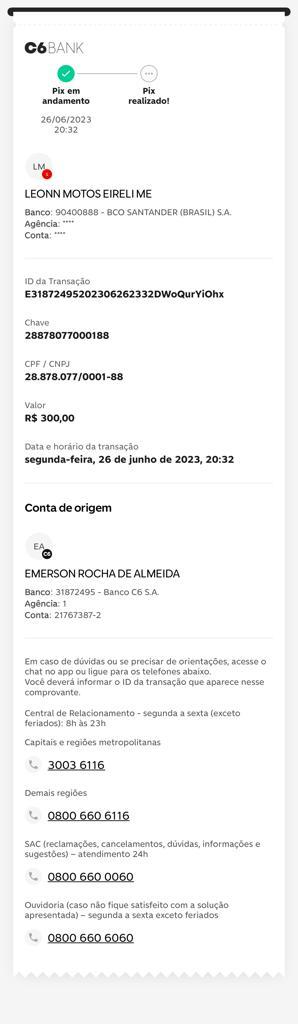 C6BANK
Pix em andamento
Pix realizado!
26/06/2023
20:32
LM
LEONN MOTOS EIRELI ME
Banco: 90400888 - BCO SANTANDER (BRASIL) S.A.
Agência: ****
Conta: ****
ID da Transação
E31872495202306262332DWoQurYiOhx
Chave
28878077000188
CPF / CNPJ
28.878.077/0001-88
Valor
R$ 300,00
Data e horário da transação
segunda-feira, 26 de junho de 2023, 20:32
Conta de origem
EA
C6
EMERSON ROCHA DE ALMEIDA
Banco: 31872495 - Banco C6 S.A.
Agência: 1
Conta: 21767387-2
Em caso de dúvidas ou se precisar de orientações, acesse o
chat no app ou ligue para os telefones abaixo.
Você deverá informar o ID da transação que aparece nesse
comprovante.
Central de Relacionamento - segunda a sexta (exceto
feriados): 8h às 23h
Capitais e regiões metropolitanas
3003 6116
Demais regiões
0800 660 6116
SAC (reclamações, cancelamentos, dúvidas, informações e
sugestões) – atendimento 24h
0800 660 0060
Ouvidoria (caso não fique satisfeito com a solução
apresentada) – segunda a sexta exceto feriados
0800 660 6060